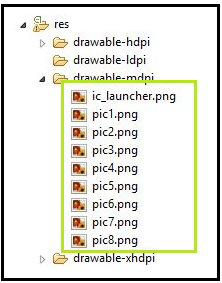 res
drawable-hdpi
drawable-ldpi
drawable-mdpi
ic_launcher.png
pic1.png
pic2.png
pic3.png
pic4.png
pic5.png
pic6.png
pic7.png
pic8.png
drawable-xhdpi